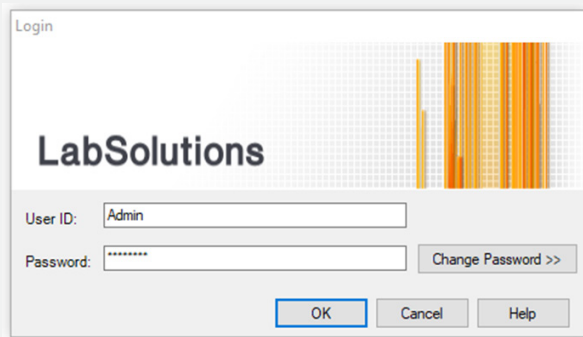 Login
LabSolutions
User ID: Admin
Password: ******** Change Password >>
OK Cancel Help